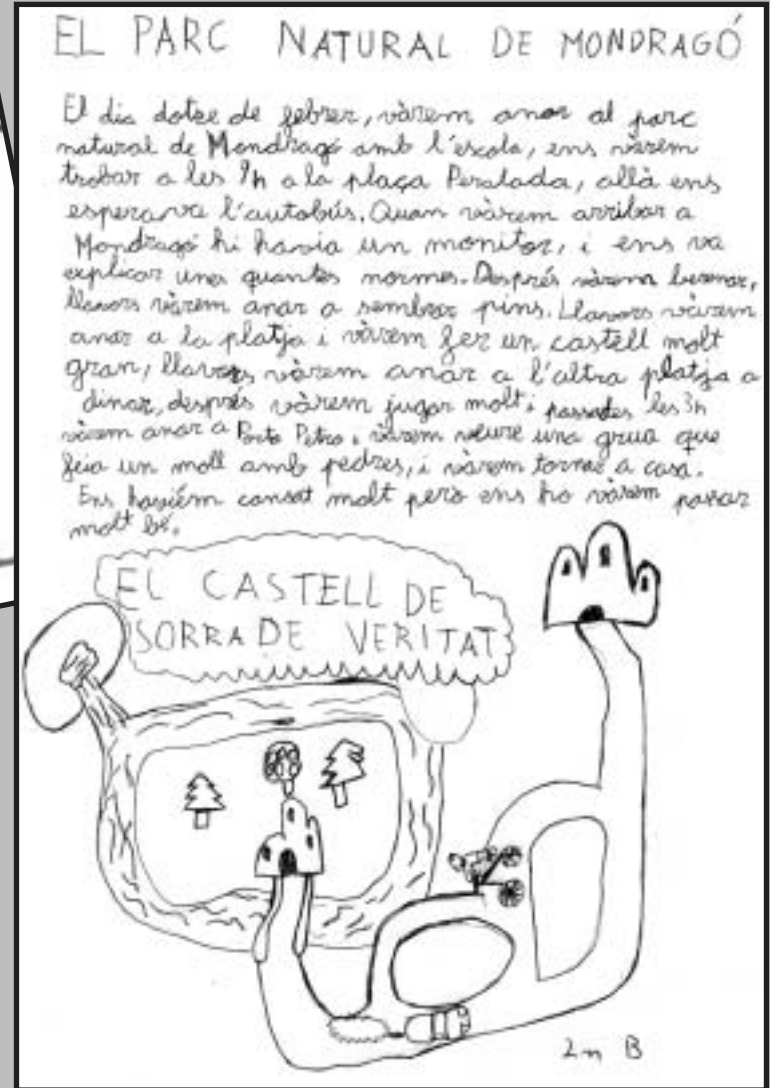 EL PARC NATURAL DE MONDRAGÓ
El dia dotze de febrer, vàrem anar al parc
natural de Mondragó amb l'escola, ens vàrem
trobar a les 9h a la plaça Peralada, allà ens
esperava l'autobús. Quan vàrem arribar a
Mondragó hi havia un monitor, i ens va
explicar unes quantes normes. Després vàrem berenar,
llavors vàrem anar a sembrar pins. Llavors vàrem
anar a la platja i vàrem fer un castell molt
gran, llavors vàrem anar a l'altra platja a
dinar, després vàrem jugar molt i passades les 3h
vàrem anar a Porto Petro i vàrem veure una grua que
feia un moll amb pedres, i vàrem tornar a casa.
Ens haviem cansat molt però ens ho vàrem passar
molt bé.
EL CASTELL DE
SORRA DE VERITAT
2n B